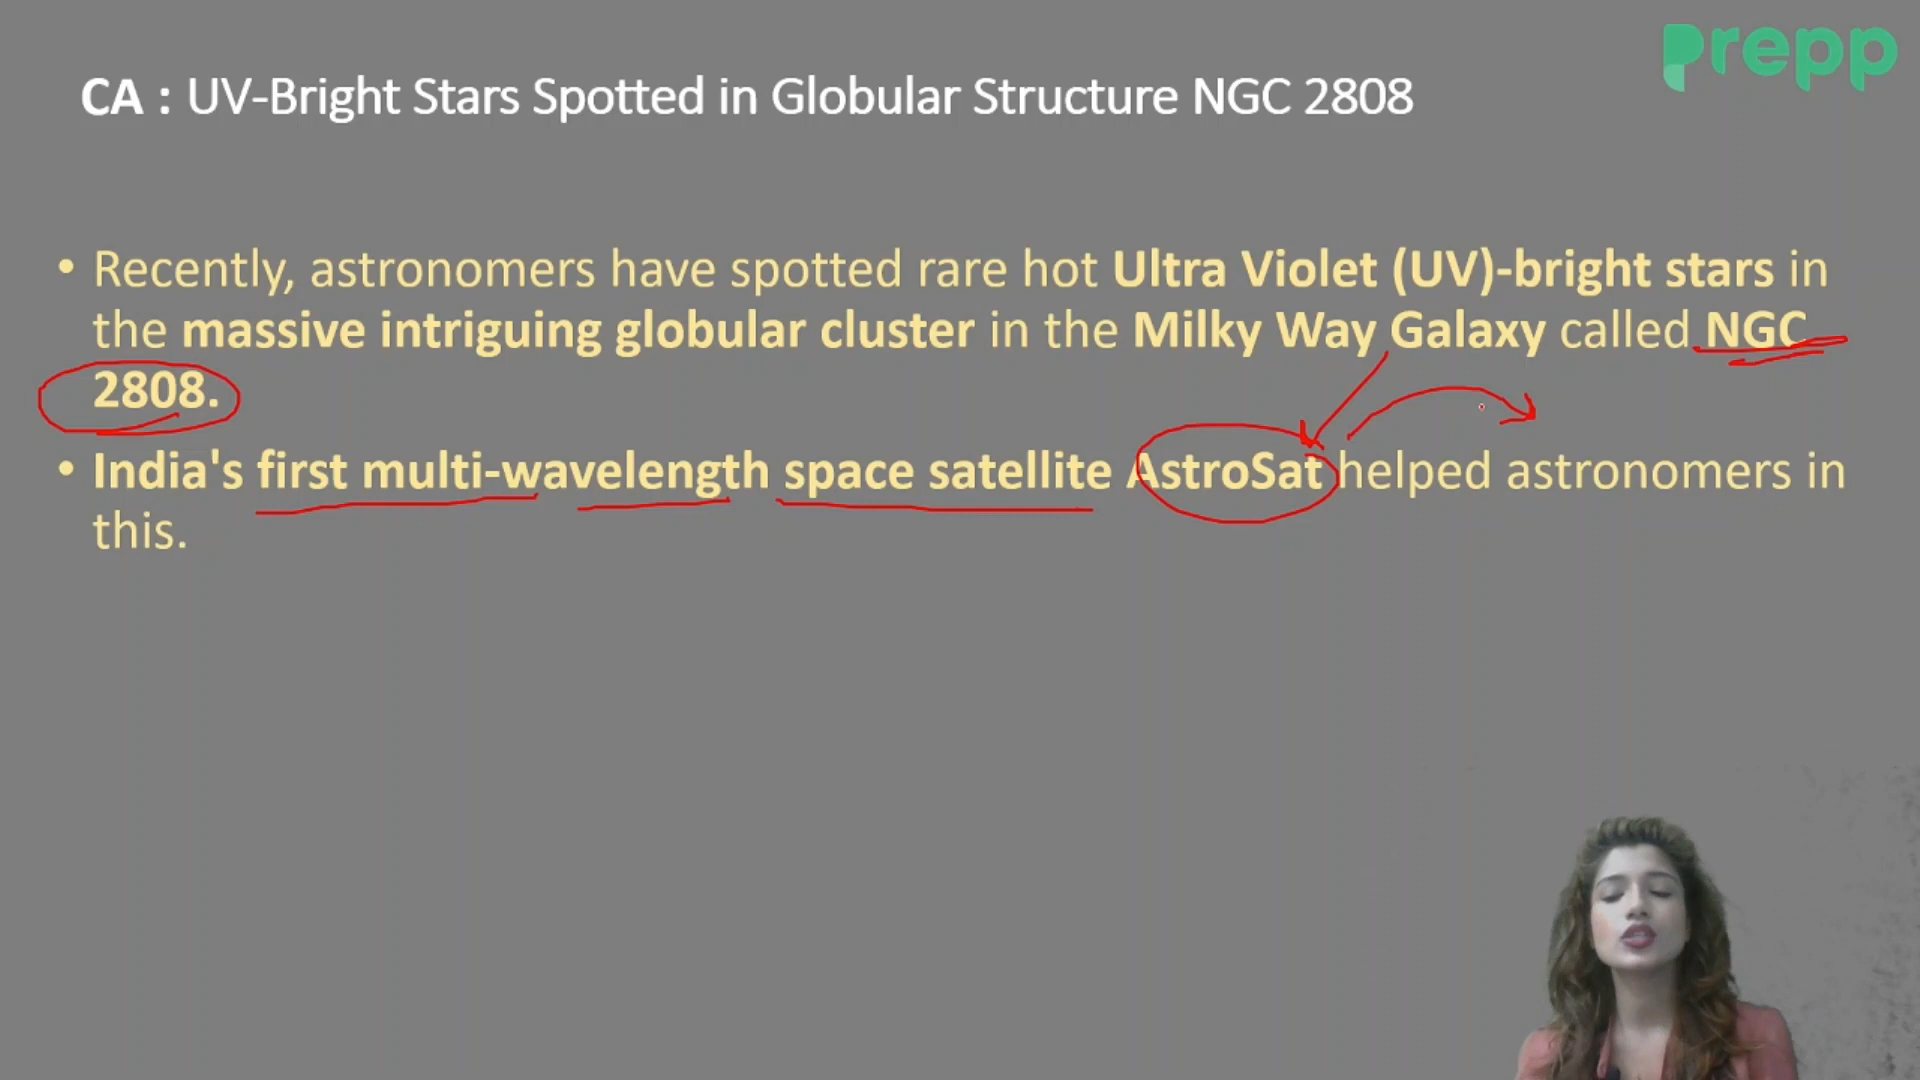 prepp
CA : UV-Bright Stars Spotted in Globular Structure NGC 2808
• Recently, astronomers have spotted rare hot Ultra Violet (UV)-bright stars in
the massive intriguing globular cluster in the Milky Way Galaxy called NGC
2808.
• India's first multi-wavelength space satellite AstroSat helped astronomers in
this.